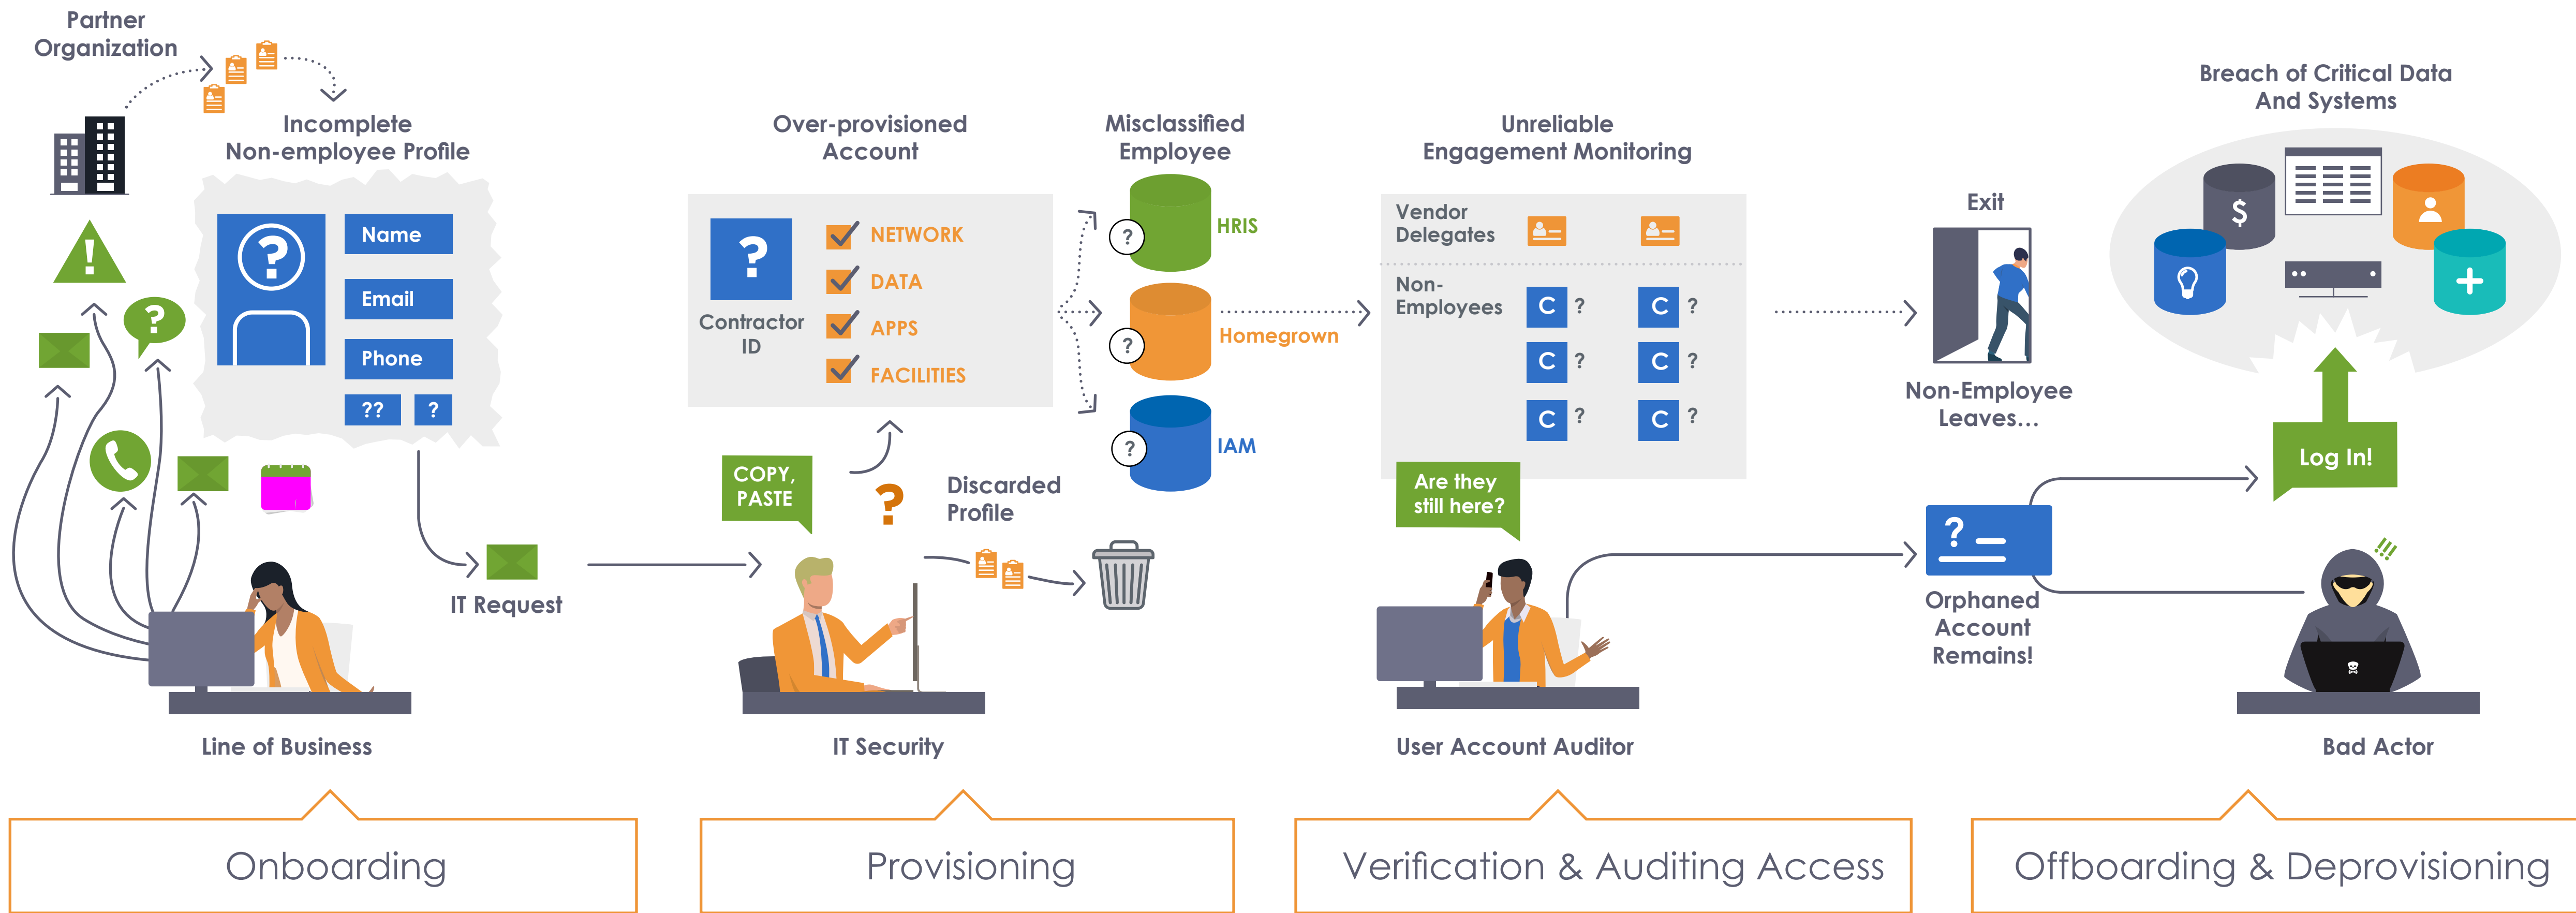 Partner
Organization
Incomplete
Non-employee Profile
?
Name
Email
Phone
??
?
!
?
IT Request
Line of Business
Onboarding
Over-provisioned
Account
?
Contractor
ID
NETWORK
DATA
APPS
FACILITIES
COPY,
PASTE
?
Discarded
Profile
IT Security
Provisioning
Misclassified
Employee
?
HRIS
?
Homegrown
?
IAM
Unreliable
Engagement Monitoring
Vendor
Delegates
Non-
Employees
C ? C ?
C ? C ?
C ? C ?
Are they
still here?
User Account Auditor
Verification & Auditing Access
Exit
Non-Employee
Leaves...
?
Orphaned
Account
Remains!
Breach of Critical Data
And Systems
$
Log In!
!!!
Bad Actor
Offboarding & Deprovisioning